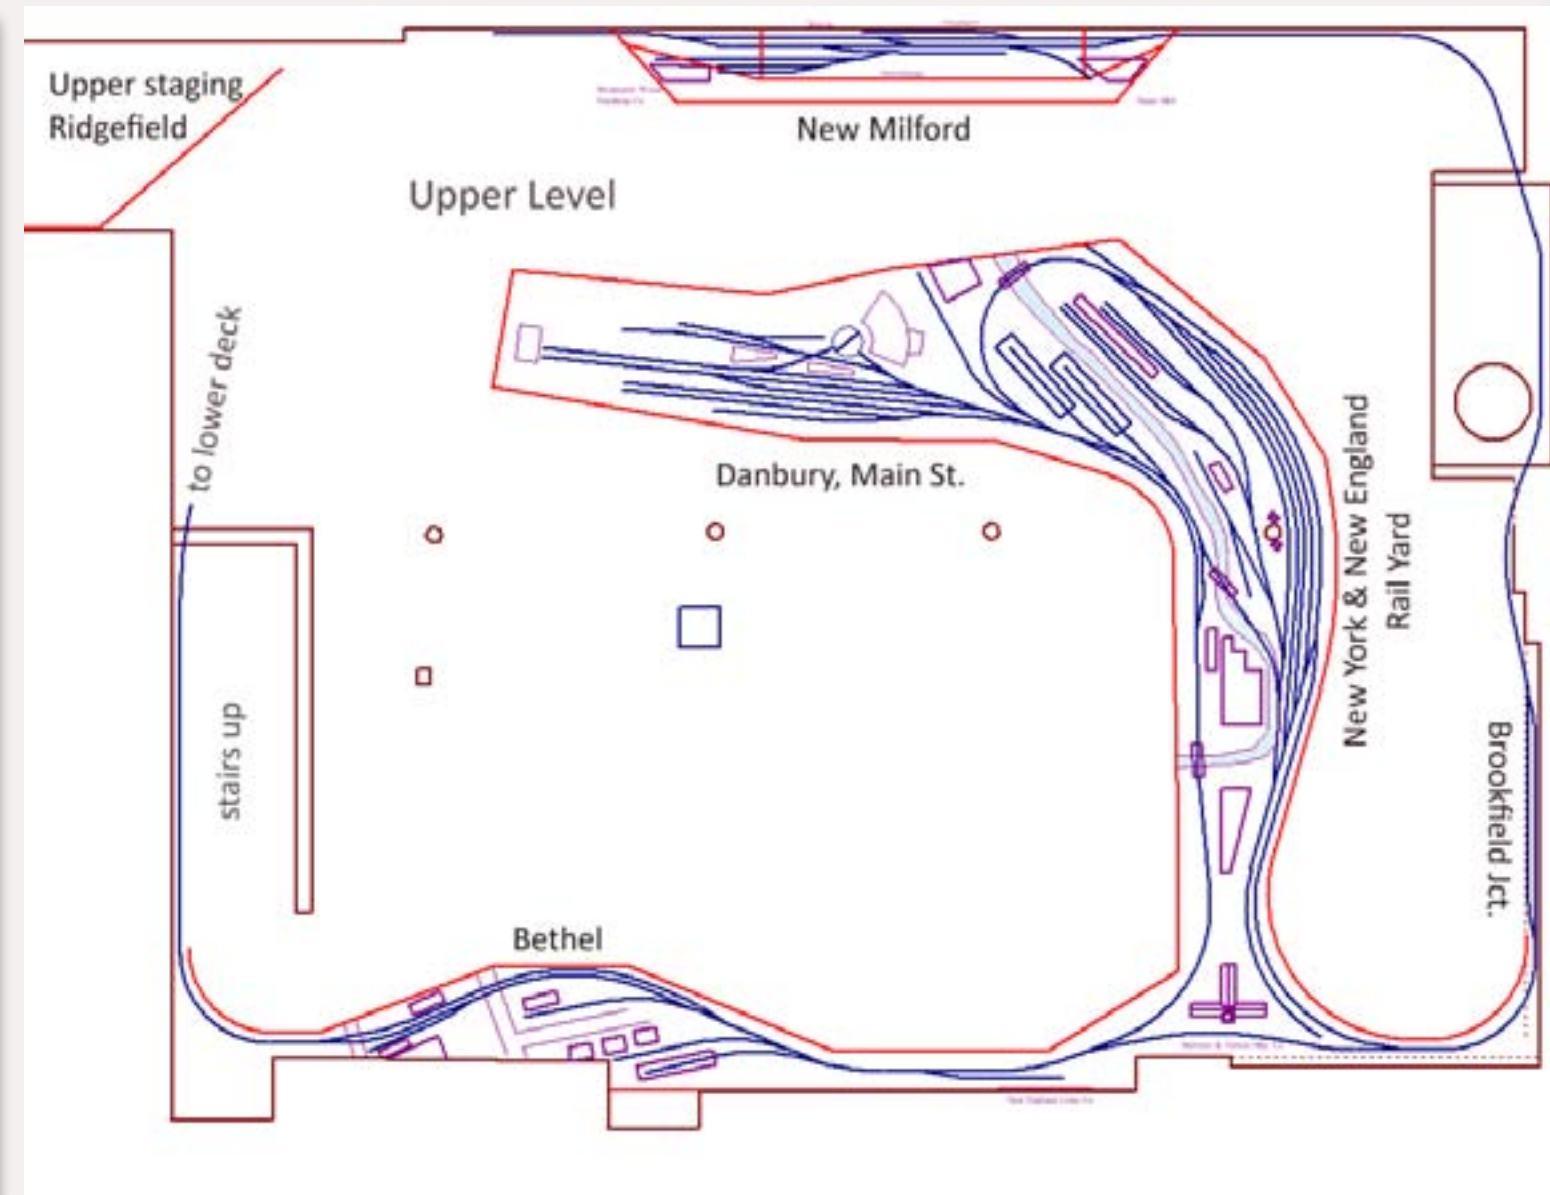 Upper staging
Ridgefield
New Milford
Upper Level
to lower deck
Danbury, Main St.
New York & New England
Rail Yard
stairs up
Brookfield Jct.
Bethel